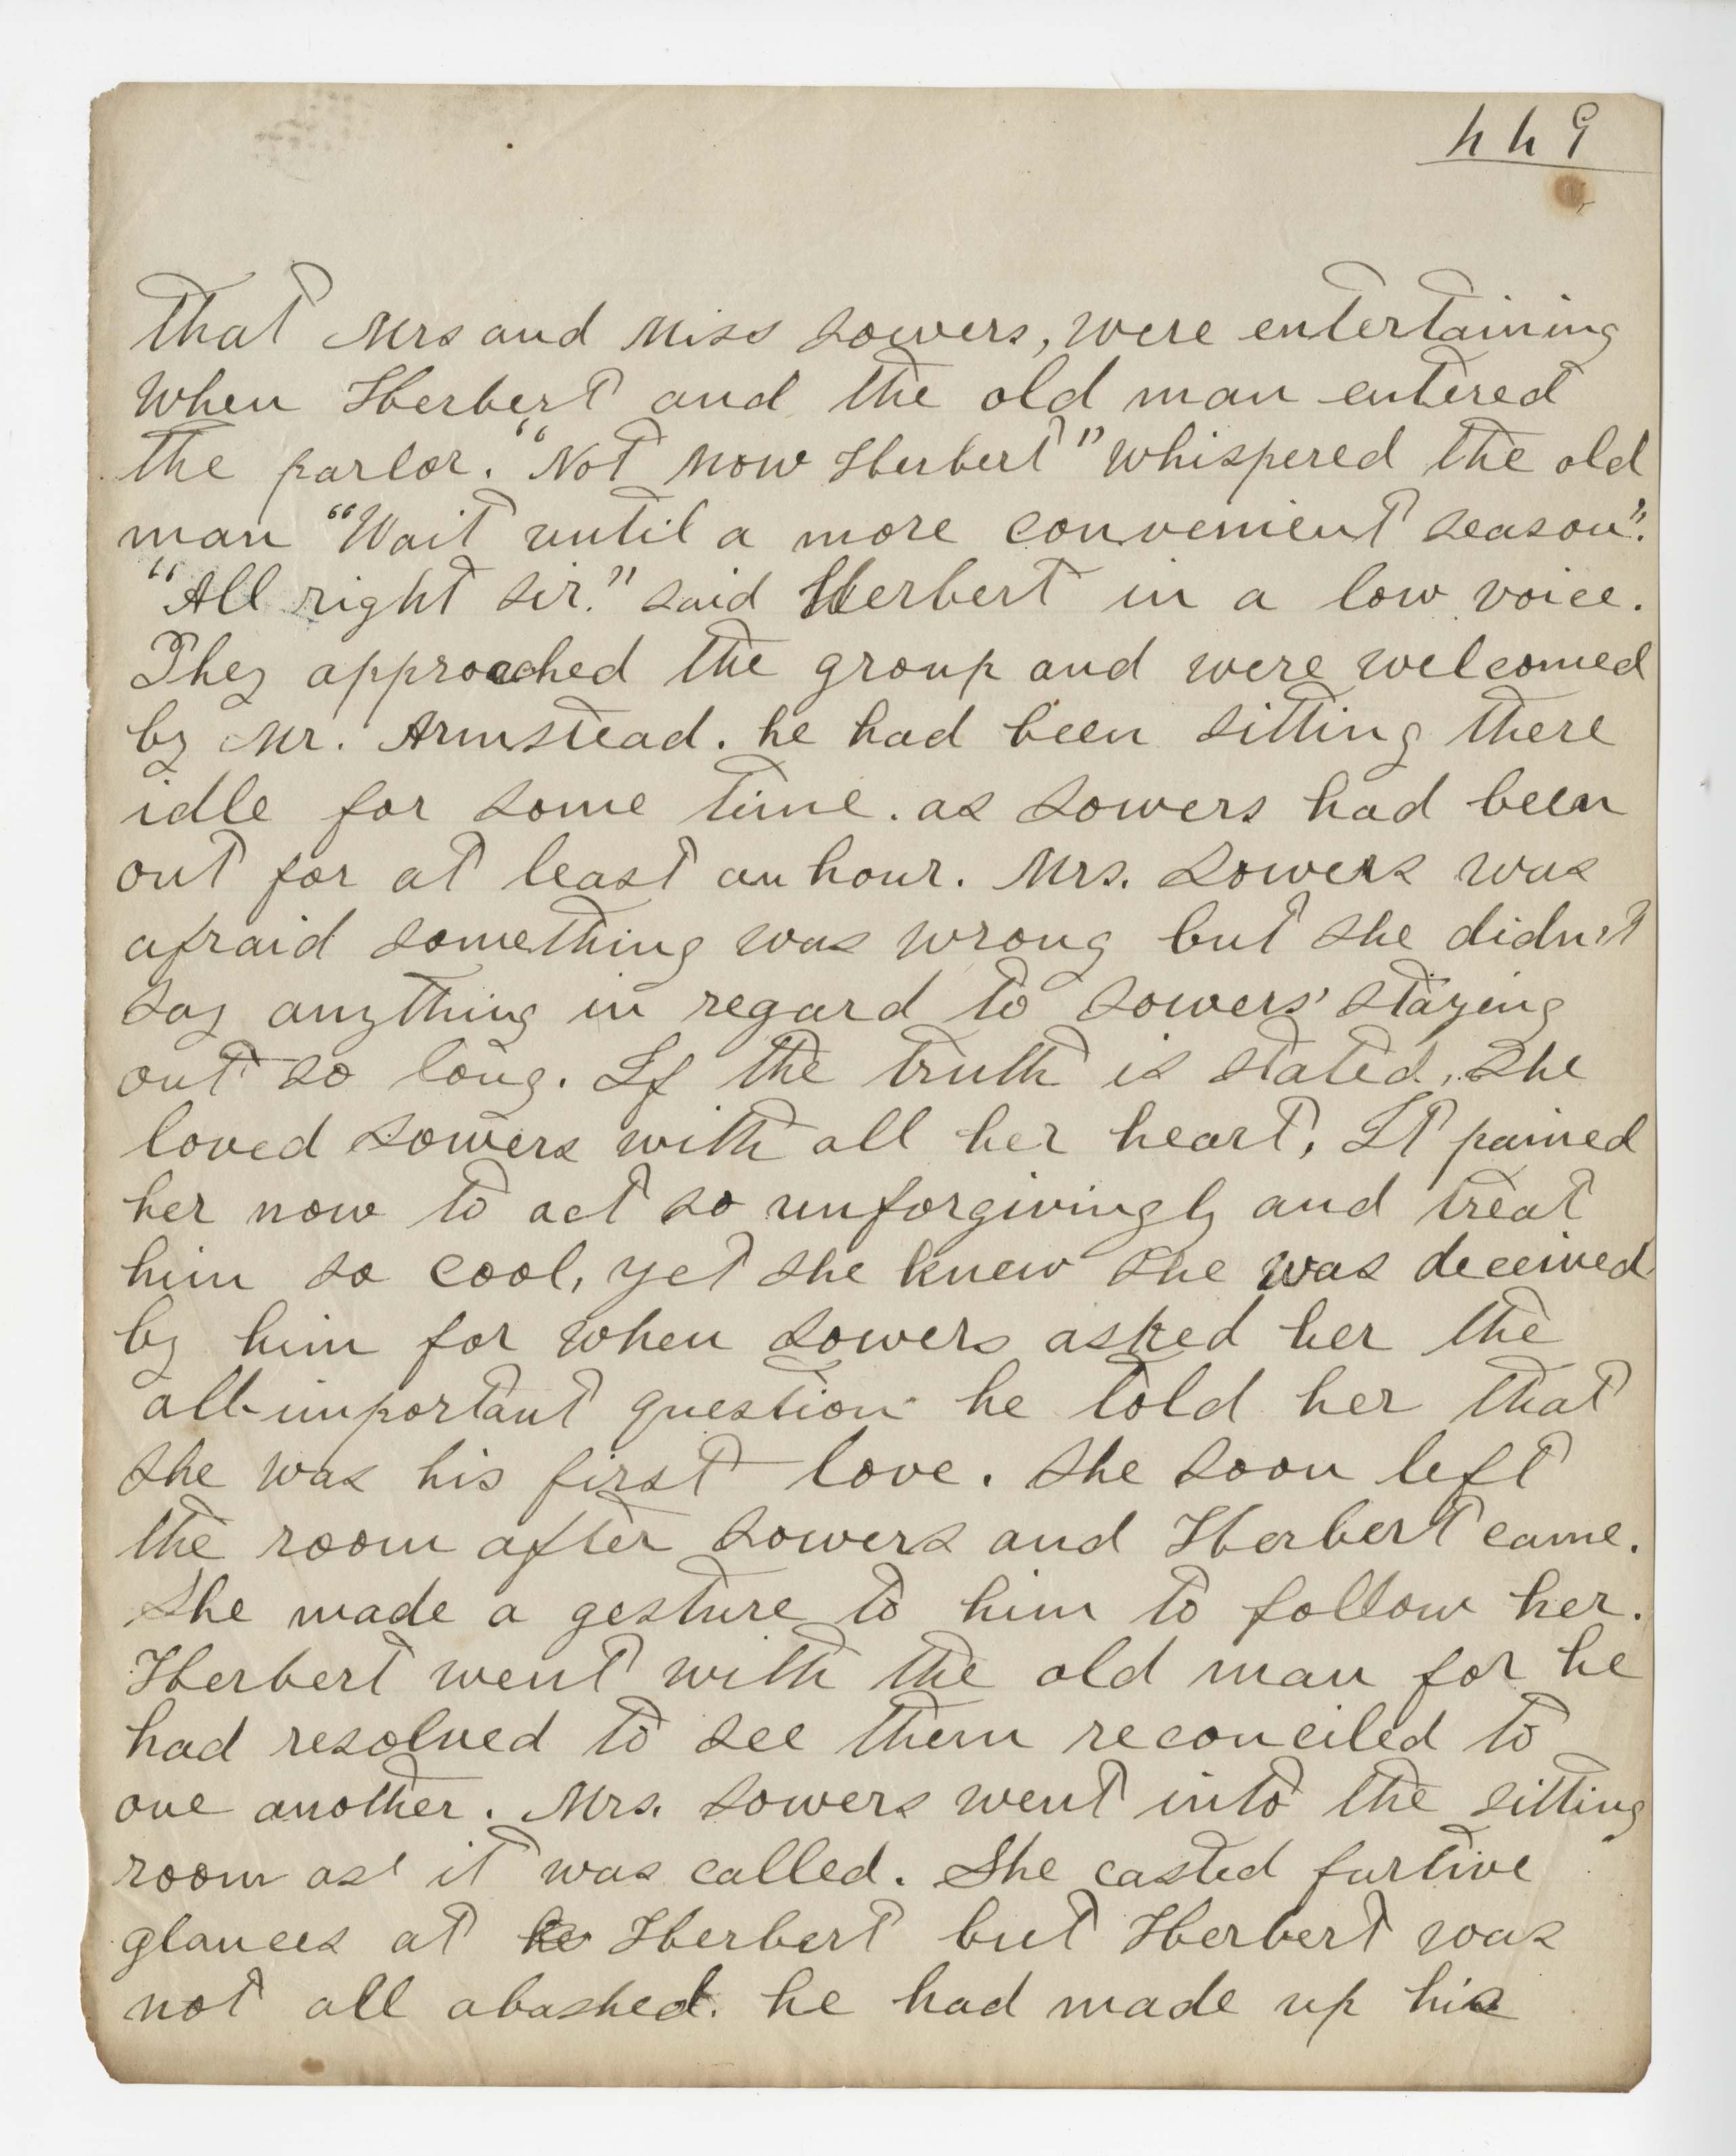 449
that Mrs and Miss Sowers, were entertaining
when Herbert and the old man entered
the parlor. "Not now Herbert" whispered the old
man "Wait until a more convenient season".
"All right sir." said Herbert in a low voice.
They approached the group and were welcomed
by Mr. Armstead. he had been sitting there
idle for some time. as Sowers had been
out for at least an hour. Mrs. Sowers was
afraid something was wrong but she didn't
say anything in regard to Sowers' staying
out so long. If the truth is stated, she
loved Sowers with all her heart, It pained
her now to act so unforgivingly and treat
him so cool, yet she knew she was deceived
by him for when Sowers asked her the
all-important question he told her that
she was his first love. She soon left
the room after Sowers and Herbert came.
She made a gesture to him to follow her.
Herbert went with the old man for he
had resolved to see them reconciled to
one another. Mrs. Sowers went into the sitting
room as it was called. She casted furtive
glances at he Herbert but Herbert was
not all abashed. he had made up his